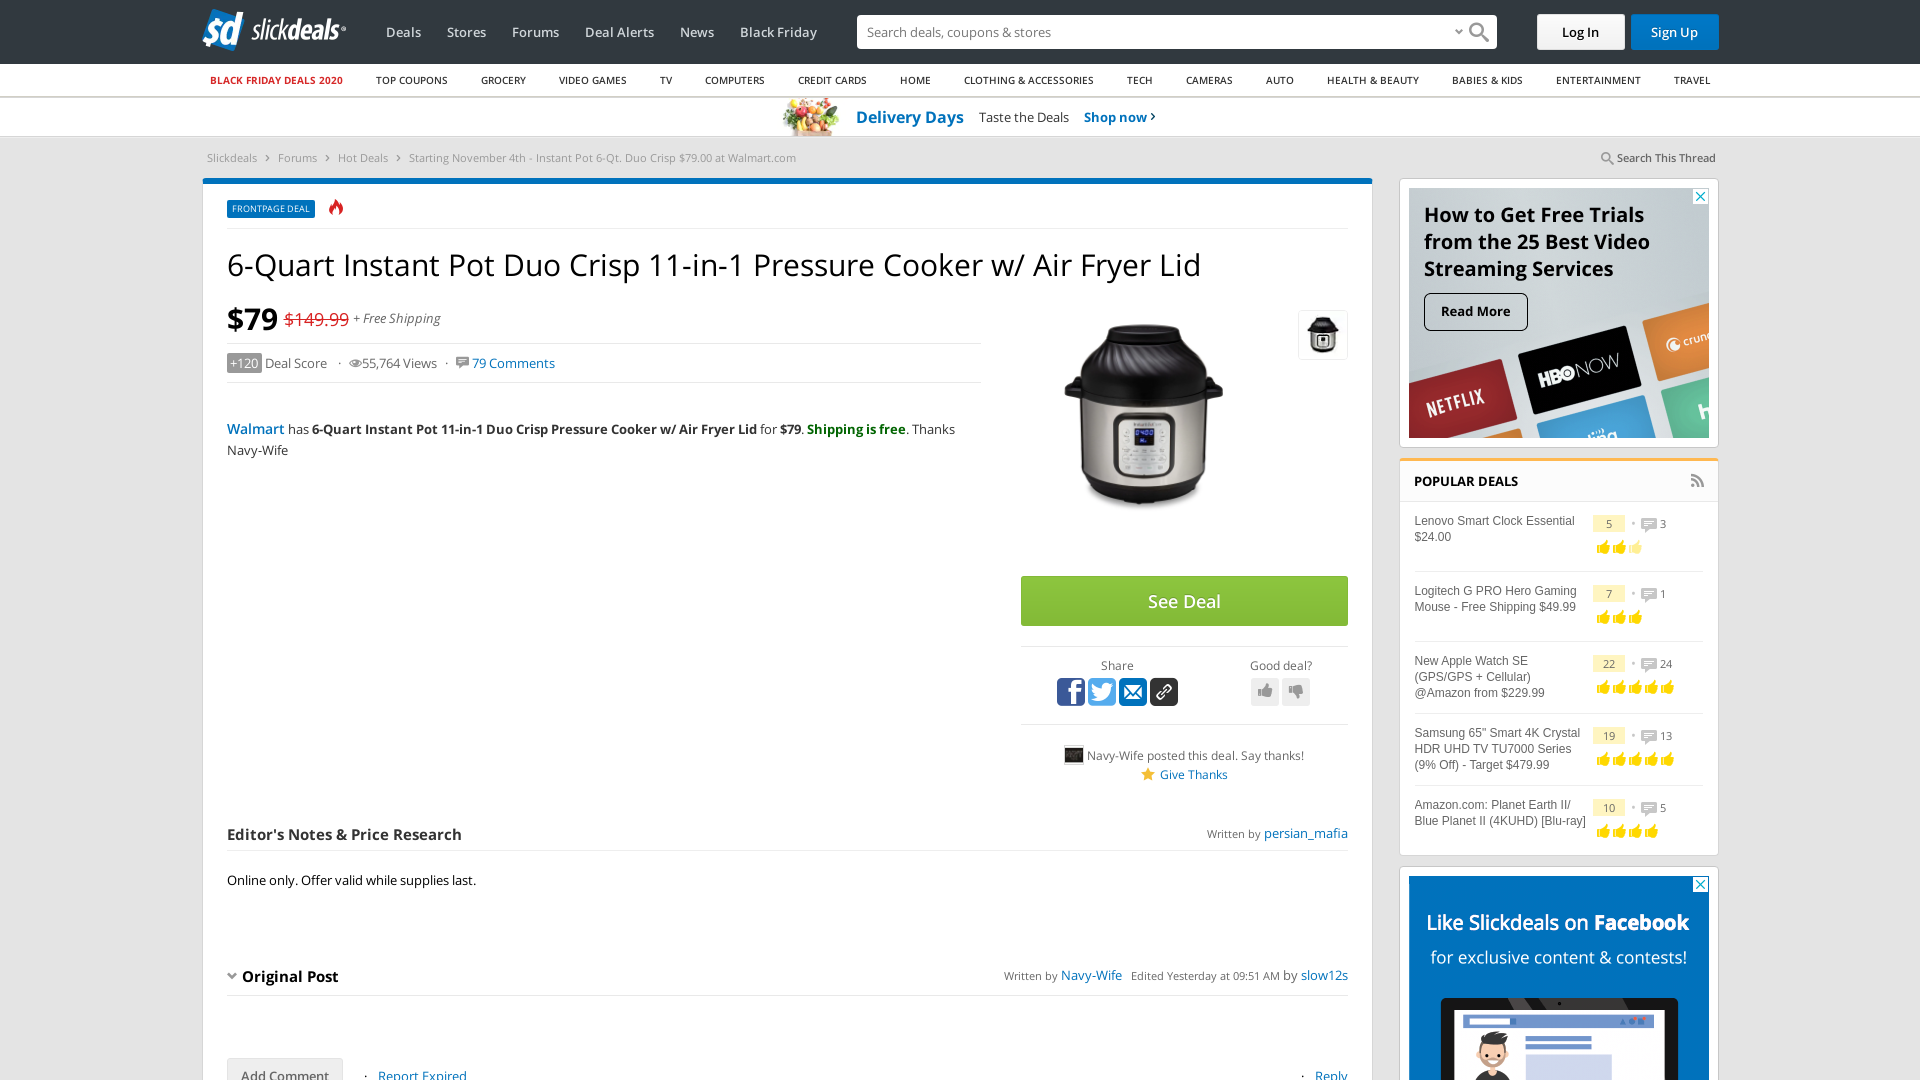 sd slickdeals
Deals
Stores
Forums
Deal Alerts
News
Black Friday
Search deals, coupons & stores
Log In
Sign Up
BLACK FRIDAY DEALS 2020
TOP COUPONS
GROCERY
VIDEO GAMES
TV
COMPUTERS
CREDIT CARDS
HOME
CLOTHING & ACCESSORIES
TECH
CAMERAS
AUTO
HEALTH & BEAUTY
BABIES & KIDS
ENTERTAINMENT
TRAVEL
Delivery Days Taste the Deals Shop now ›
Slickdeals › Forums › Hot Deals › Starting November 4th - Instant Pot 6-Qt. Duo Crisp $79.00 at Walmart.com
Search This Thread
FRONTPAGE DEAL
6-Quart Instant Pot Duo Crisp 11-in-1 Pressure Cooker w/ Air Fryer Lid
$79 $149.99 + Free Shipping
+120 Deal Score · 55,764 Views · 79 Comments
Walmart has 6-Quart Instant Pot 11-in-1 Duo Crisp Pressure Cooker w/ Air Fryer Lid for $79. Shipping is free. Thanks
Navy-Wife
See Deal
Share
Good deal?
Navy-Wife posted this deal. Say thanks!
Give Thanks
Editor's Notes & Price Research
Written by persian_mafia
Online only. Offer valid while supplies last.
Original Post
Written by Navy-Wife Edited Yesterday at 09:51 AM by slow12s
Add Comment
· Report Expired
· Reply
How to Get Free Trials
from the 25 Best Video
Streaming Services
Read More
NETFLIX
HBO NOW
crunc
POPULAR DEALS
Lenovo Smart Clock Essential
$24.00
5 • 3
Logitech G PRO Hero Gaming
Mouse - Free Shipping $49.99
7 • 1
New Apple Watch SE
(GPS/GPS + Cellular)
@Amazon from $229.99
22 • 24
Samsung 65" Smart 4K Crystal
HDR UHD TV TU7000 Series
(9% Off) - Target $479.99
19 • 13
Amazon.com: Planet Earth II/
Blue Planet II (4KUHD) [Blu-ray]
10 • 5
Like Slickdeals on Facebook
for exclusive content & contests!